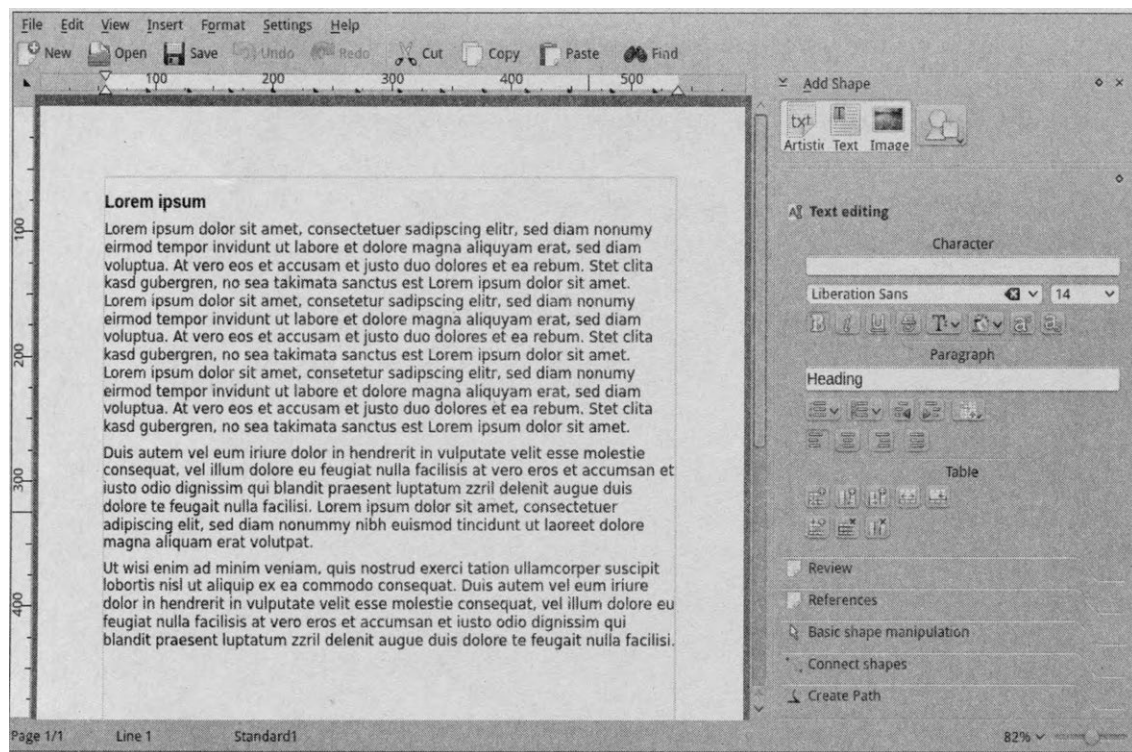 File Edit View Insert Format Settings Help
New Open Save Undo Redo Cut Copy Paste Find
100 200 300 400 500
Add Shape
txt T
Artistic Text Image
Text editing
Character
Liberation Sans 14
Paragraph
Heading
Table
Review
References
Basic shape manipulation
Connect shapes
Create Path
100
200
300
400
Lorem ipsum
Lorem ipsum dolor sit amet, consectetuer sadipscing elitr, sed diam nonumy
eirmod tempor invidunt ut labore et dolore magna aliquyam erat, sed diam
voluptua. At vero eos et accusam et justo duo dolores et ea rebum. Stet clita
kasd gubergren, no sea takimata sanctus est Lorem ipsum dolor sit amet.
Lorem ipsum dolor sit amet, consetetur sadipscing elitr, sed diam nonumy
eirmod tempor invidunt ut labore et dolore magna aliquyam erat, sed diam
voluptua. At vero eos et accusam et justo duo dolores et ea rebum. Stet clita
kasd gubergren, no sea takimata sanctus est Lorem ipsum dolor sit amet.
Lorem ipsum dolor sit amet, consetetur sadipscing elitr, sed diam nonumy
eirmod tempor invidunt ut labore et dolore magna aliquyam erat, sed diam
voluptua. At vero eos et accusam et justo duo dolores et ea rebum. Stet clita
kasd gubergren, no sea takimata sanctus est Lorem ipsum dolor sit amet.
Duis autem vel eum iriure dolor in hendrerit in vulputate velit esse molestie
consequat, vel illum dolore eu feugiat nulla facilisis at vero eros et accumsan et
iusto odio dignissim qui blandit praesent luptatum zzril delenit augue duis
dolore te feugait nulla facilisi. Lorem ipsum dolor sit amet, consectetuer
adipiscing elit, sed diam nonummy nibh euismod tincidunt ut laoreet dolore
magna aliquam erat volutpat.
Ut wisi enim ad minim veniam, quis nostrud exerci tation ullamcorper suscipit
lobortis nisl ut aliquip ex ea commodo consequat. Duis autem vel eum iriure
dolor in hendrerit in vulputate velit esse molestie consequat, vel illum dolore eu
feugiat nulla facilisis at vero eros et accumsan et iusto odio dignissim qui
blandit praesent luptatum zzril delenit augue duis dolore te feugait nulla facilisi.
Page 1/1 Line 1 Standard1 82%